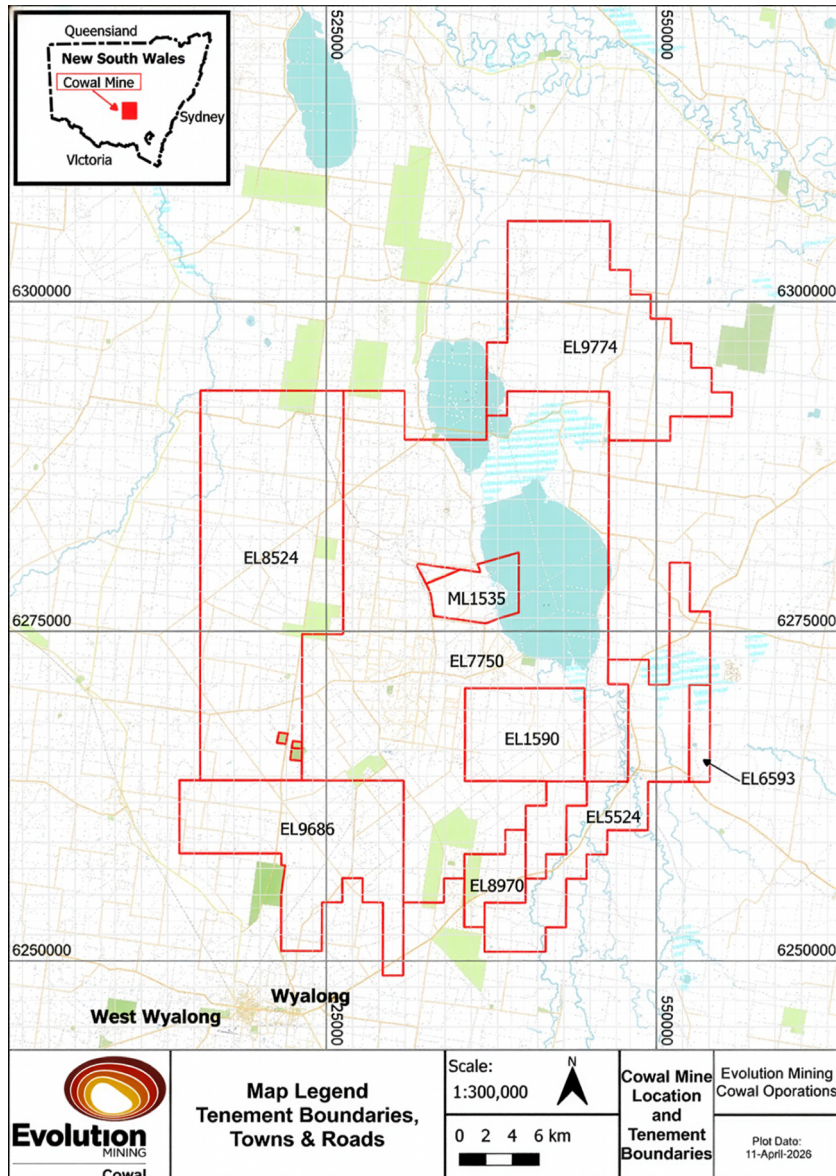 Queensland
New South Wales
Cowal Mine
Sydney
VIctoria
525000
550000
6300000
6300000
EL9774
EL8524
ML1535
6275000
6275000
EL7750
EL1590
EL6593
EL5524
EL9686
EL8970
6250000
6250000
Wyalong
West Wyalong
525000
550000
Evolution
MINING
Cowal
Map Legend
Tenement Boundaries,
Towns & Roads
Scale:
1:300,000
N
0 2 4 6 km
Cowal Mine
Location
and
Tenement
Boundaries
Evolution Mining
Cowal Oporations
Plot Date:
11-April-2026